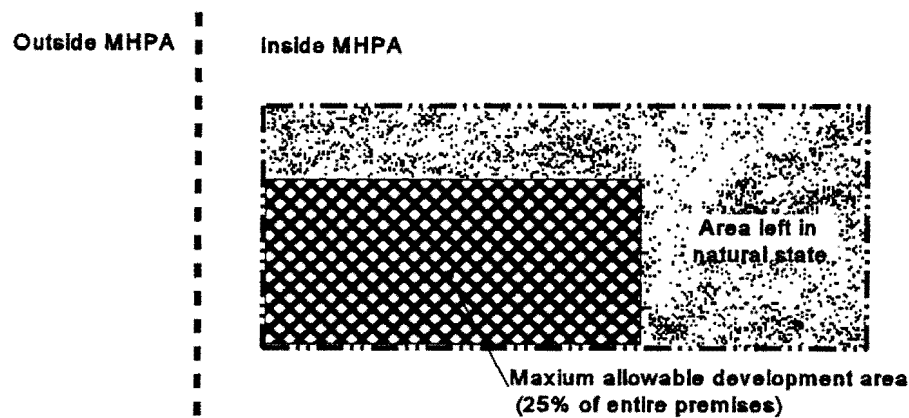 Outside MHPA
Inside MHPA
Area left in
natural state
Maxium allowable development area
(25% of entire premises)